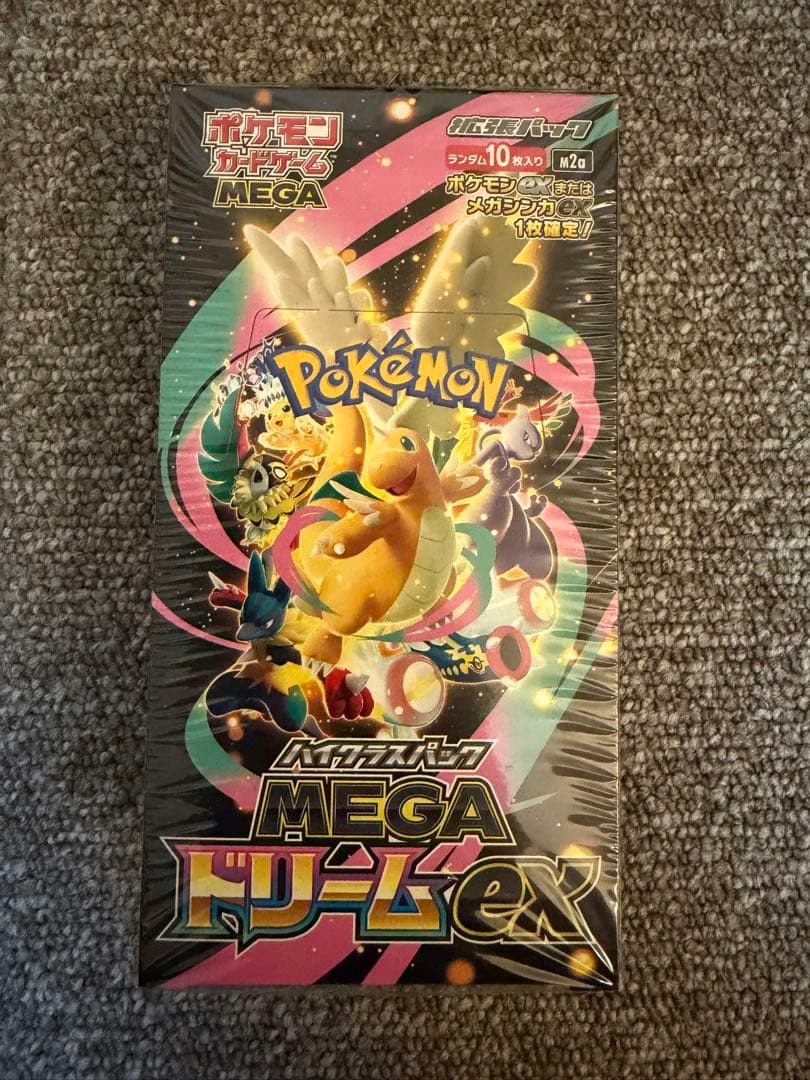 ポケモン
カードゲーム
MEGA
拡張パック
ランダム10枚入り M2a
ポケモンexまたは
メガシンカex
1枚確定!
POKéMON
ハイクラスパック
MEGA
ドリームex